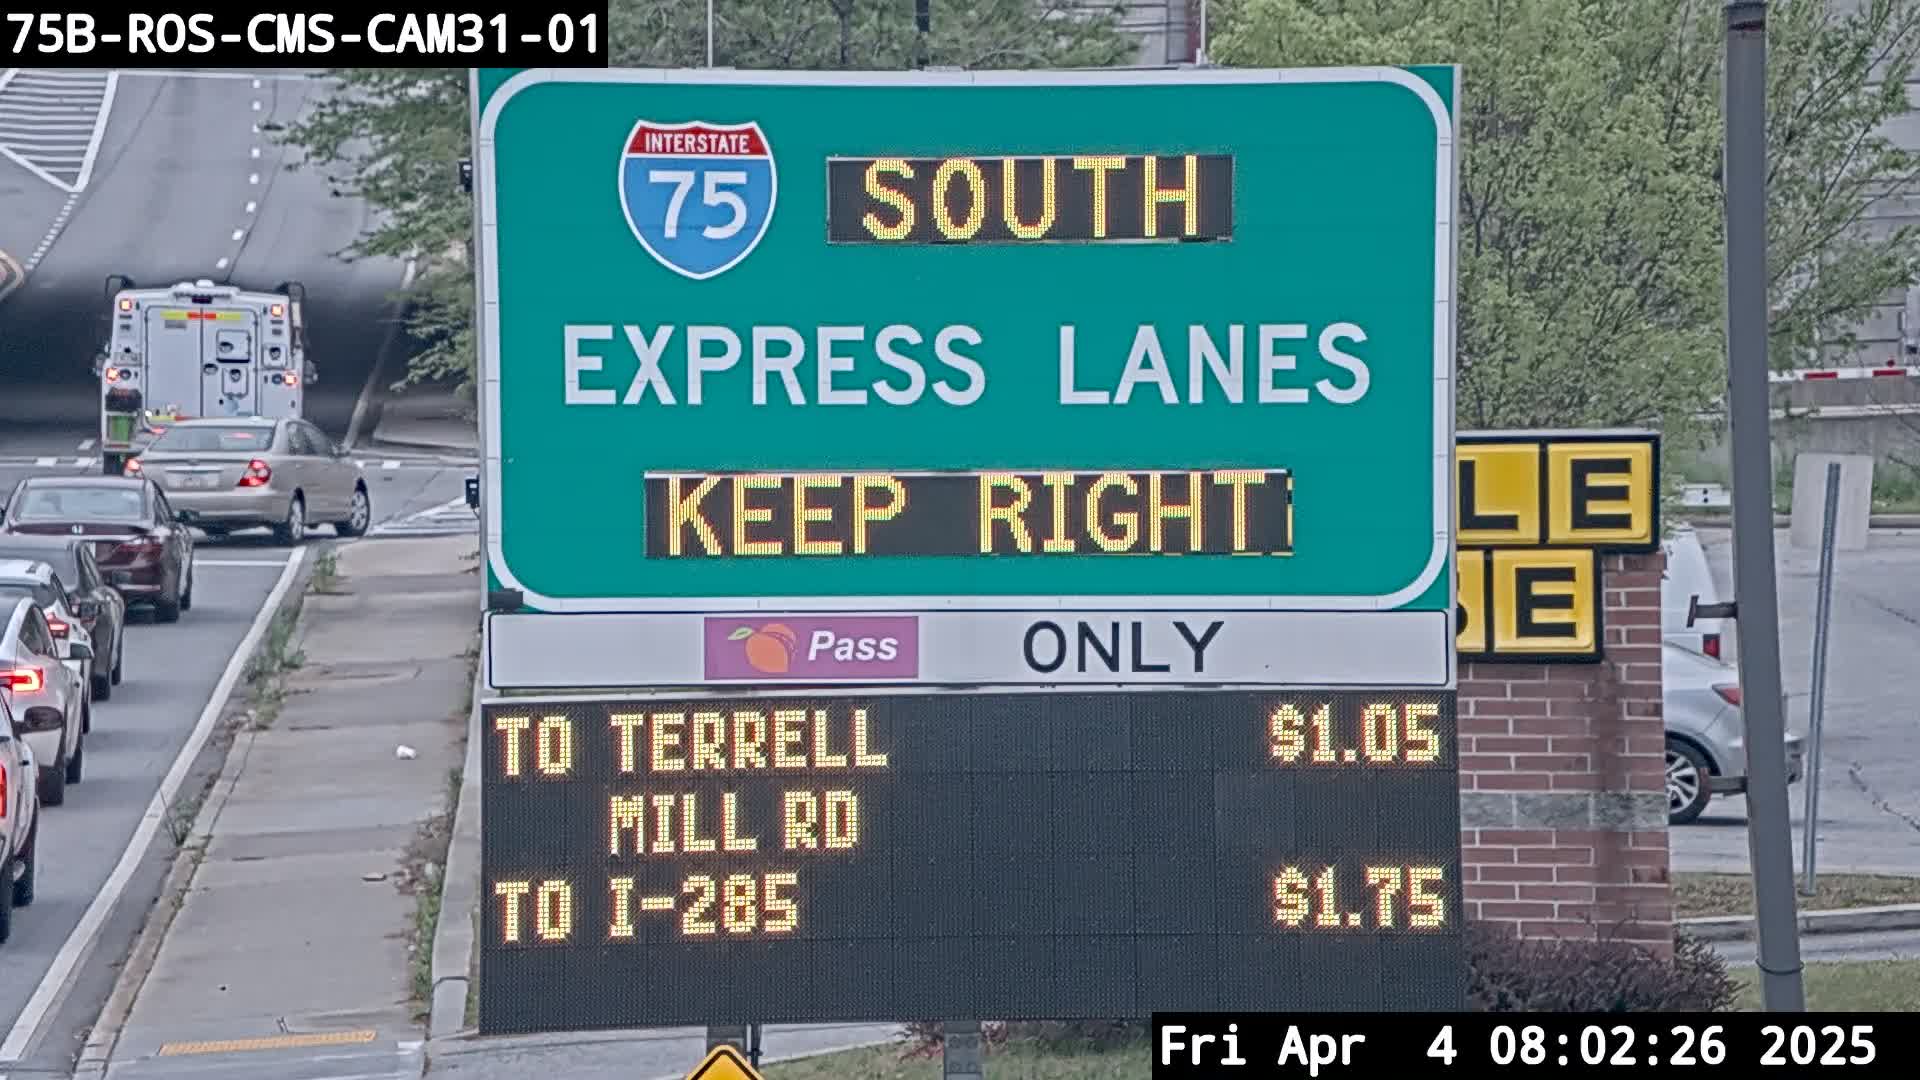 75B-ROS-CMS-CAM31-01
INTERSTATE
75
SOUTH
EXPRESS LANES
KEEP RIGHT
Pass ONLY
TO TERRELL $1.05
MILL RD
TO I-285 $1.75
LE
E
Fri Apr 4 08:02:26 2025